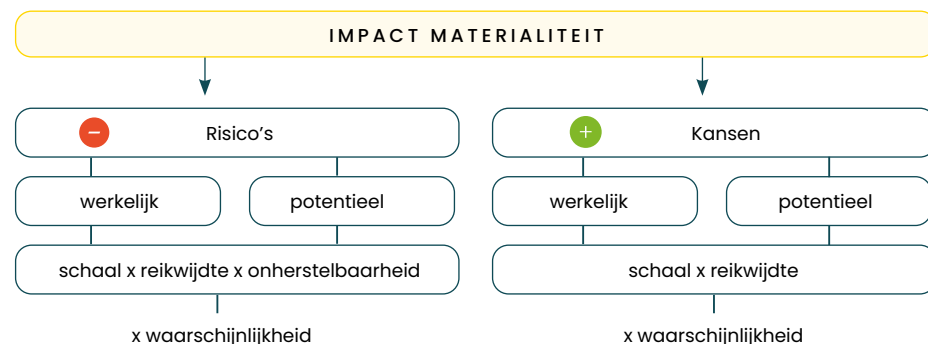 IMPACT MATERIALITEIT
− Risico’s
+ Kansen
werkelijk
potentieel
werkelijk
potentieel
schaal x reikwijdte x onherstelbaarheid
schaal x reikwijdte
x waarschijnlijkheid
x waarschijnlijkheid